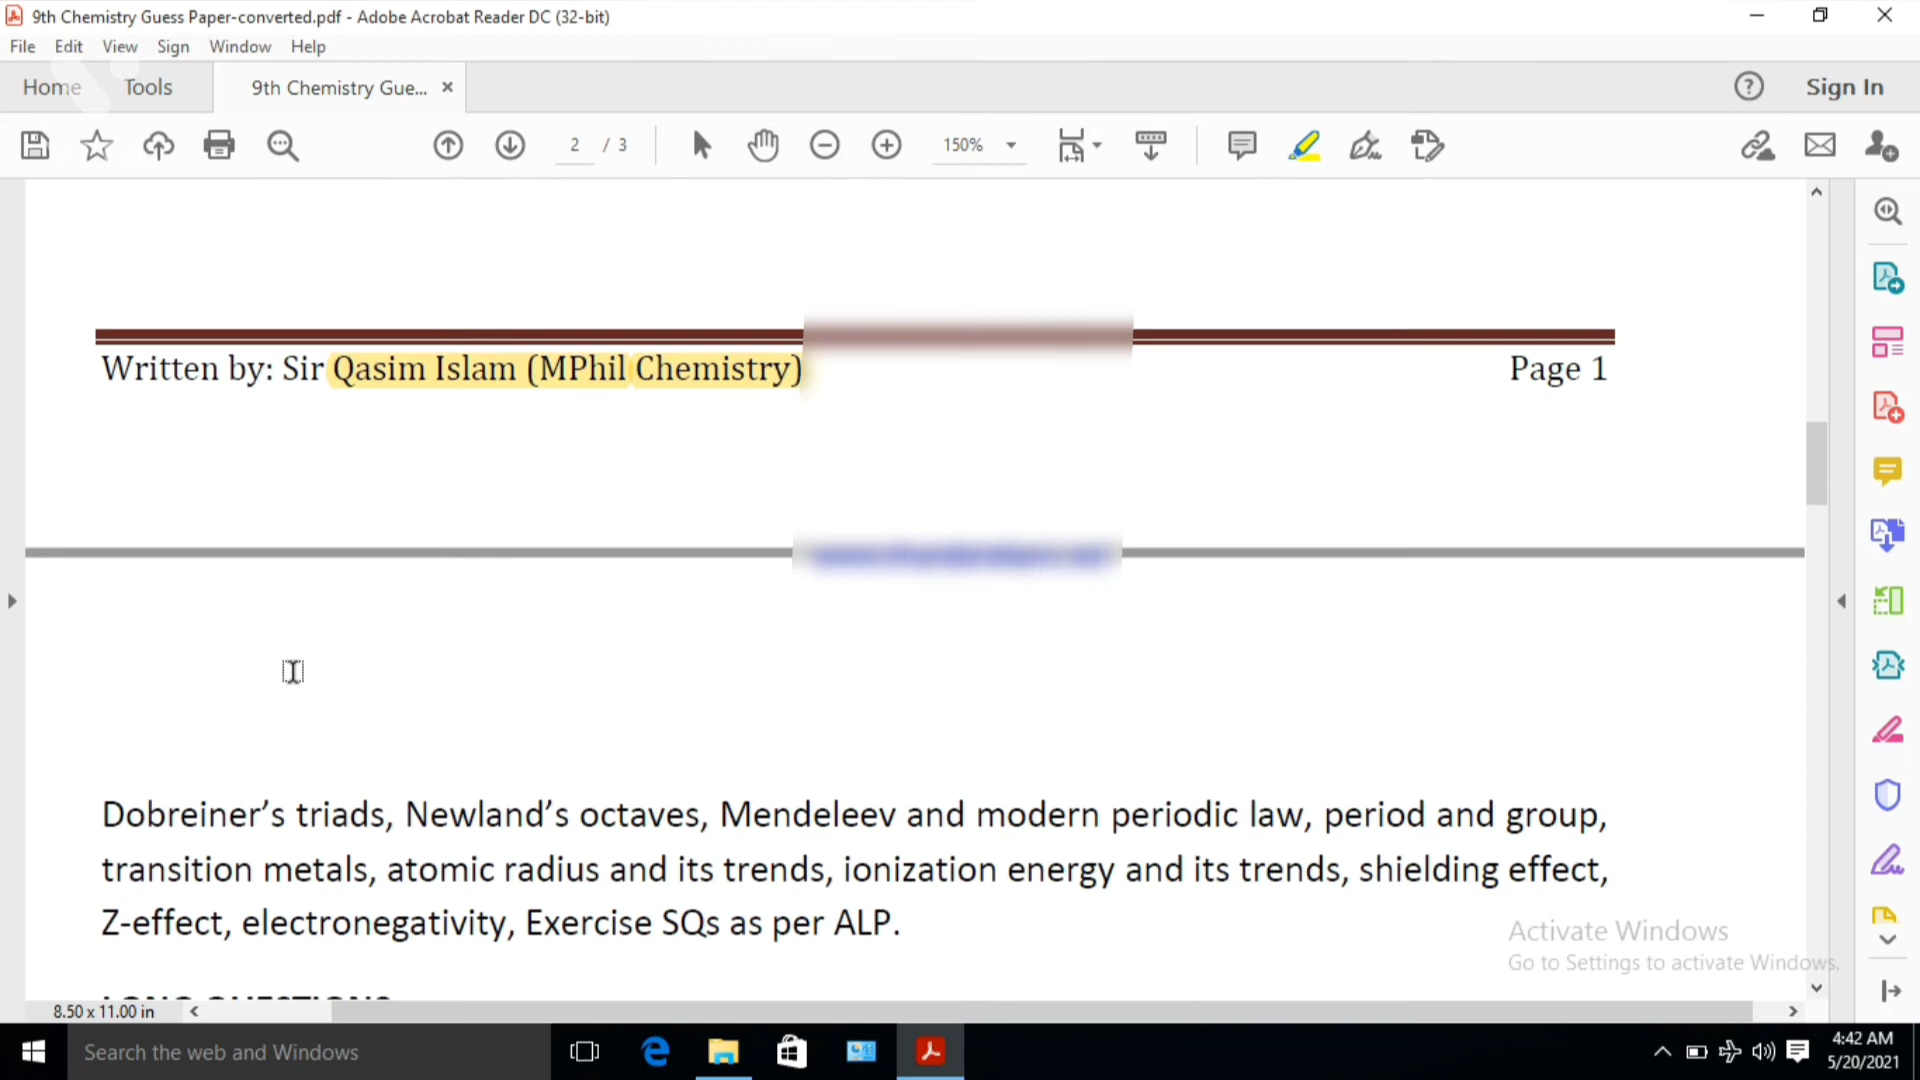 9th Chemistry Guess Paper-converted.pdf - Adobe Acrobat Reader DC (32-bit)
File Edit View Sign Window Help
Home Tools 9th Chemistry Gue... Sign In
2 / 3 150%
Written by: Sir Qasim Islam (MPhil Chemistry) Page 1
Dobreiner’s triads, Newland’s octaves, Mendeleev and modern periodic law, period and group,
transition metals, atomic radius and its trends, ionization energy and its trends, shielding effect,
Z-effect, electronegativity, Exercise SQs as per ALP.
Activate Windows
Go to Settings to activate Windows.
LONG QUESTIONS
8.50 x 11.00 in
Search the web and Windows
4:42 AM
5/20/2021